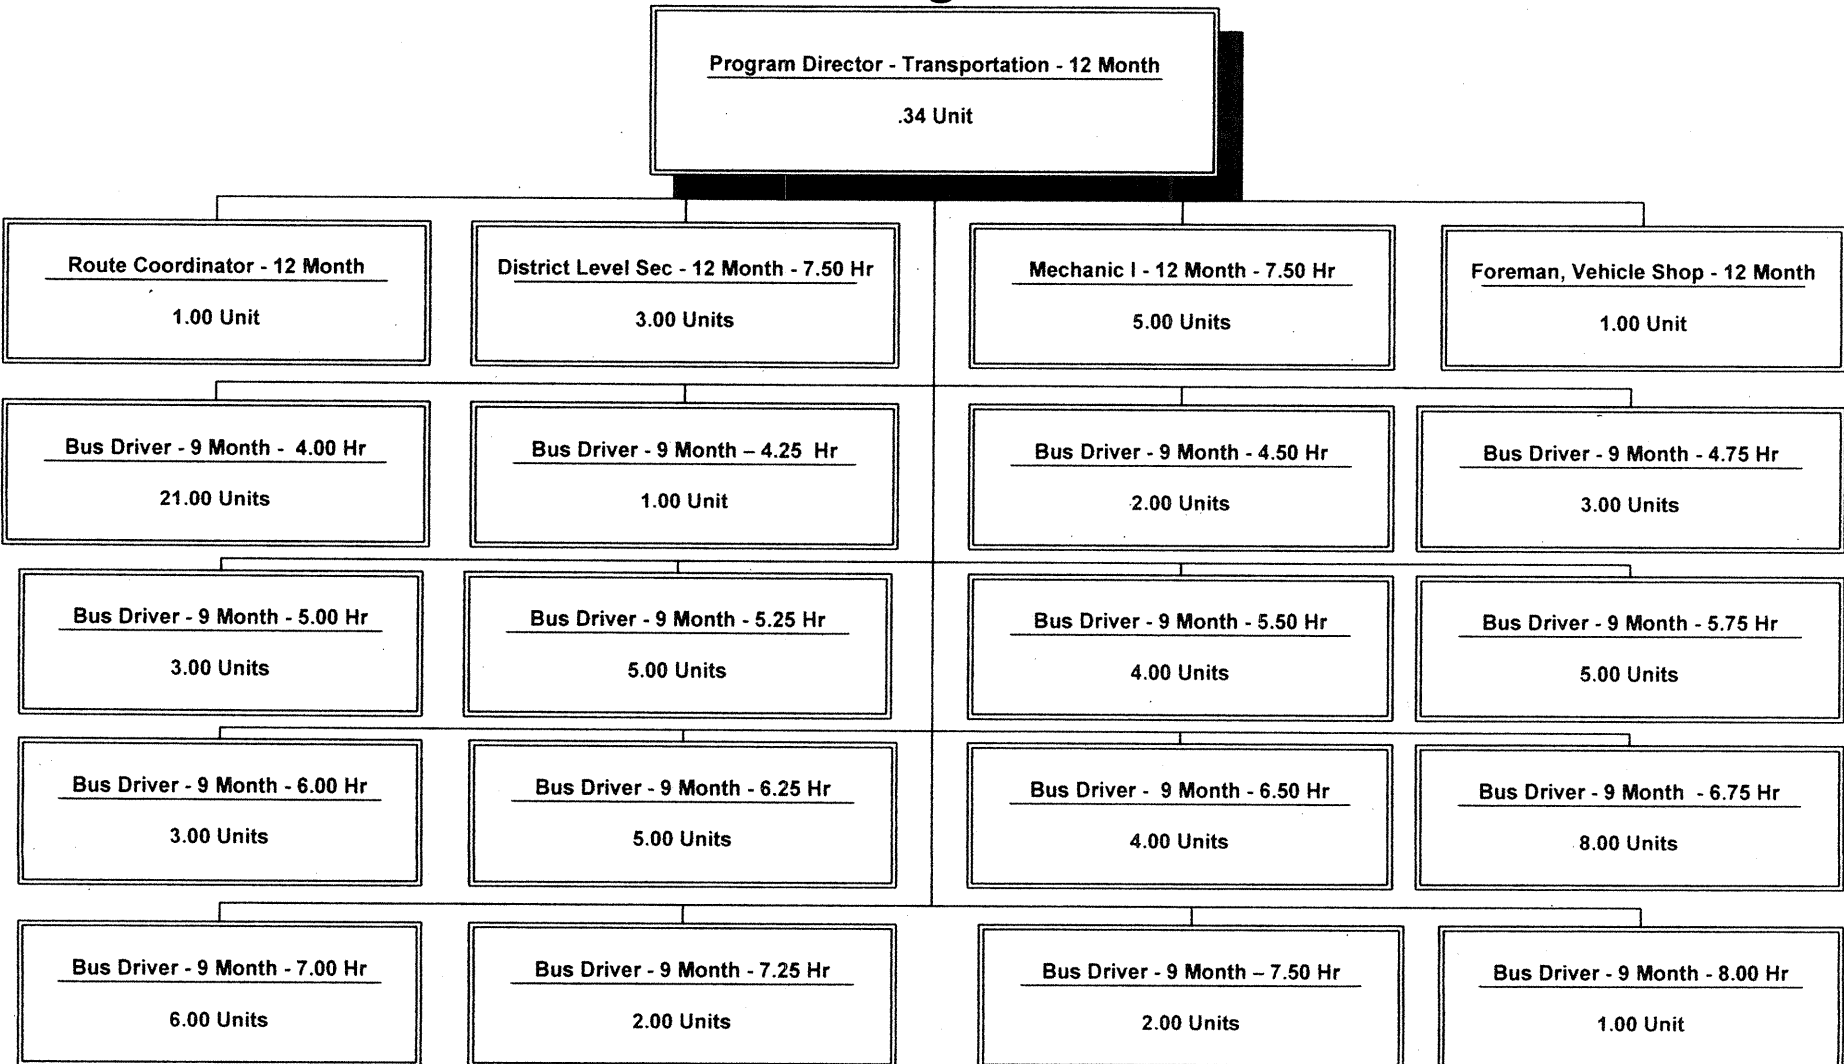 Program Director - Transportation - 12 Month
.34 Unit
Route Coordinator - 12 Month
1.00 Unit
District Level Sec - 12 Month - 7.50 Hr
3.00 Units
Mechanic I - 12 Month - 7.50 Hr
5.00 Units
Foreman, Vehicle Shop - 12 Month
1.00 Unit
Bus Driver - 9 Month - 4.00 Hr
21.00 Units
Bus Driver - 9 Month – 4.25 Hr
1.00 Unit
Bus Driver - 9 Month - 4.50 Hr
2.00 Units
Bus Driver - 9 Month - 4.75 Hr
3.00 Units
Bus Driver - 9 Month - 5.00 Hr
3.00 Units
Bus Driver - 9 Month - 5.25 Hr
5.00 Units
Bus Driver - 9 Month - 5.50 Hr
4.00 Units
Bus Driver - 9 Month - 5.75 Hr
5.00 Units
Bus Driver - 9 Month - 6.00 Hr
3.00 Units
Bus Driver - 9 Month - 6.25 Hr
5.00 Units
Bus Driver - 9 Month - 6.50 Hr
4.00 Units
Bus Driver - 9 Month - 6.75 Hr
8.00 Units
Bus Driver - 9 Month - 7.00 Hr
6.00 Units
Bus Driver - 9 Month - 7.25 Hr
2.00 Units
Bus Driver - 9 Month – 7.50 Hr
2.00 Units
Bus Driver - 9 Month - 8.00 Hr
1.00 Unit